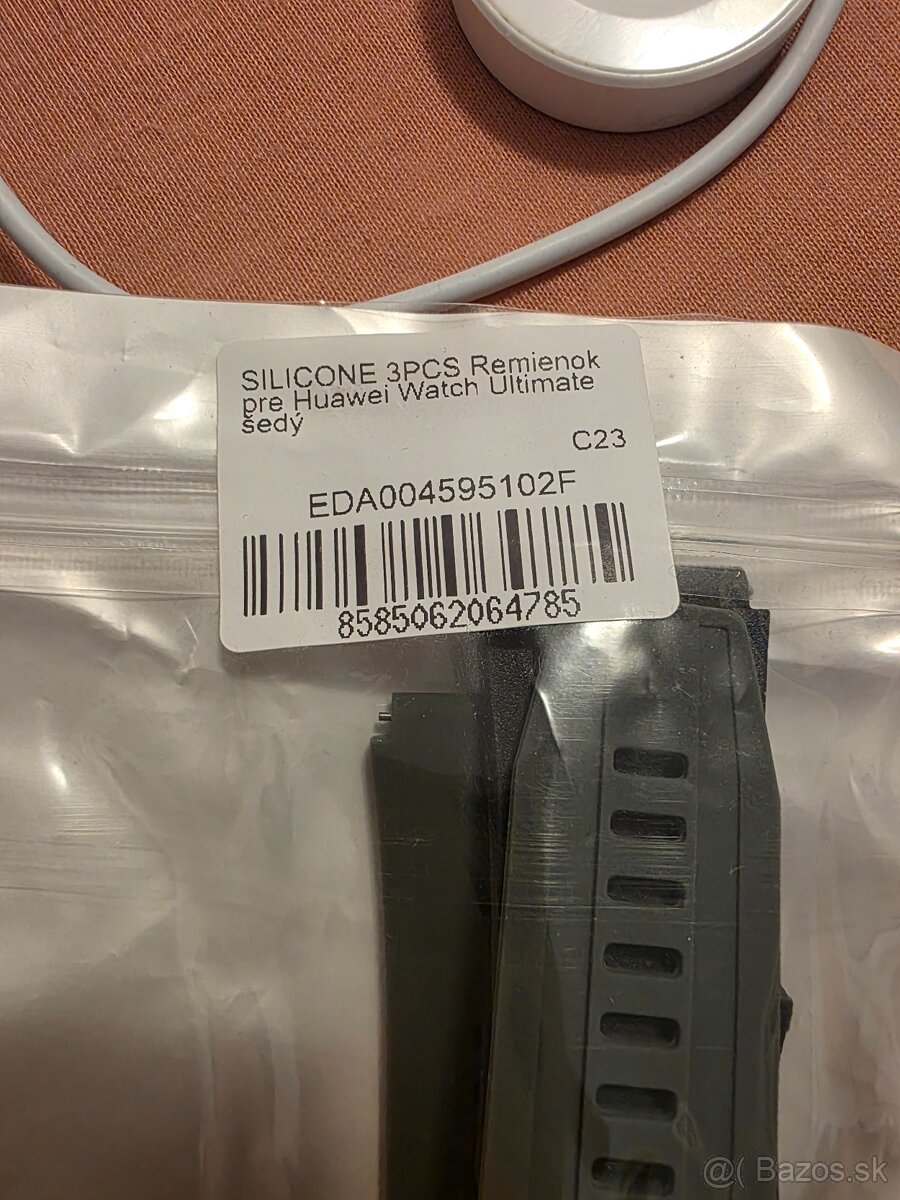 SILICONE 3PCS Remienok
pre Huawei Watch Ultimate
šedý
C23
EDA004595102F
8585062064785
@( Bazos.sk